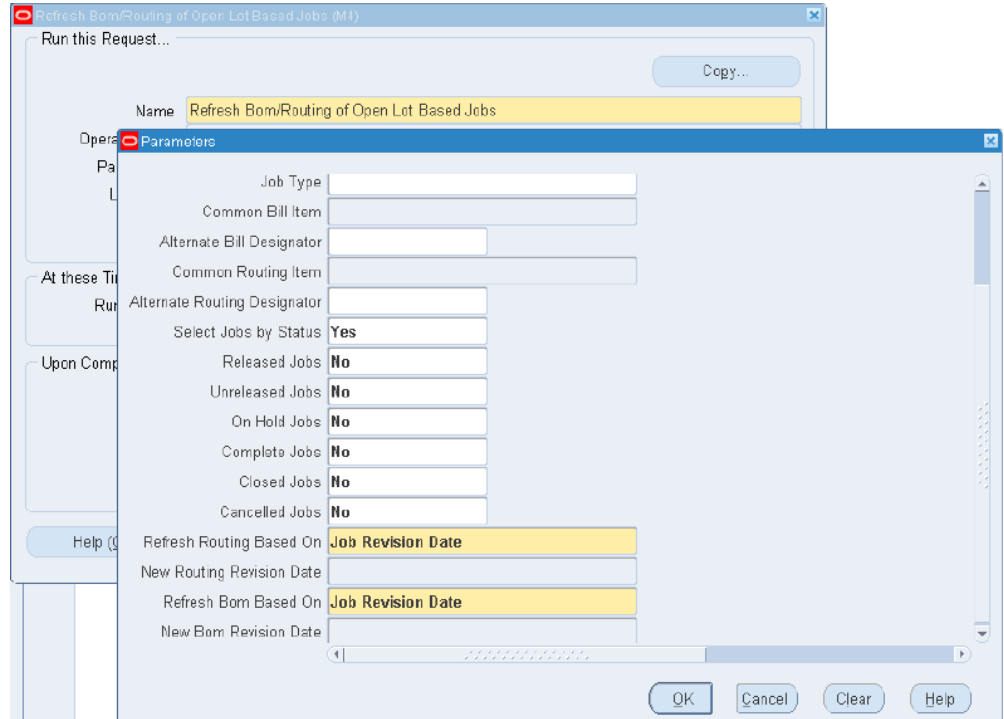 Refresh Bom/Routing of Open Lot Based Jobs (M4)
Run this Request...
Copy...
Name Refresh Bom/Routing of Open Lot Based Jobs
Opera
Parameters
Pa
L
Job Type
Common Bill Item
Alternate Bill Designator
Common Routing Item
At these Ti
Run
Alternate Routing Designator
Select Jobs by Status Yes
Upon Comp
Released Jobs No
Unreleased Jobs No
On Hold Jobs No
Complete Jobs No
Closed Jobs No
Cancelled Jobs No
Help (
Refresh Routing Based On Job Revision Date
New Routing Revision Date
Refresh Bom Based On Job Revision Date
New Bom Revision Date
OK Cancel Clear Help